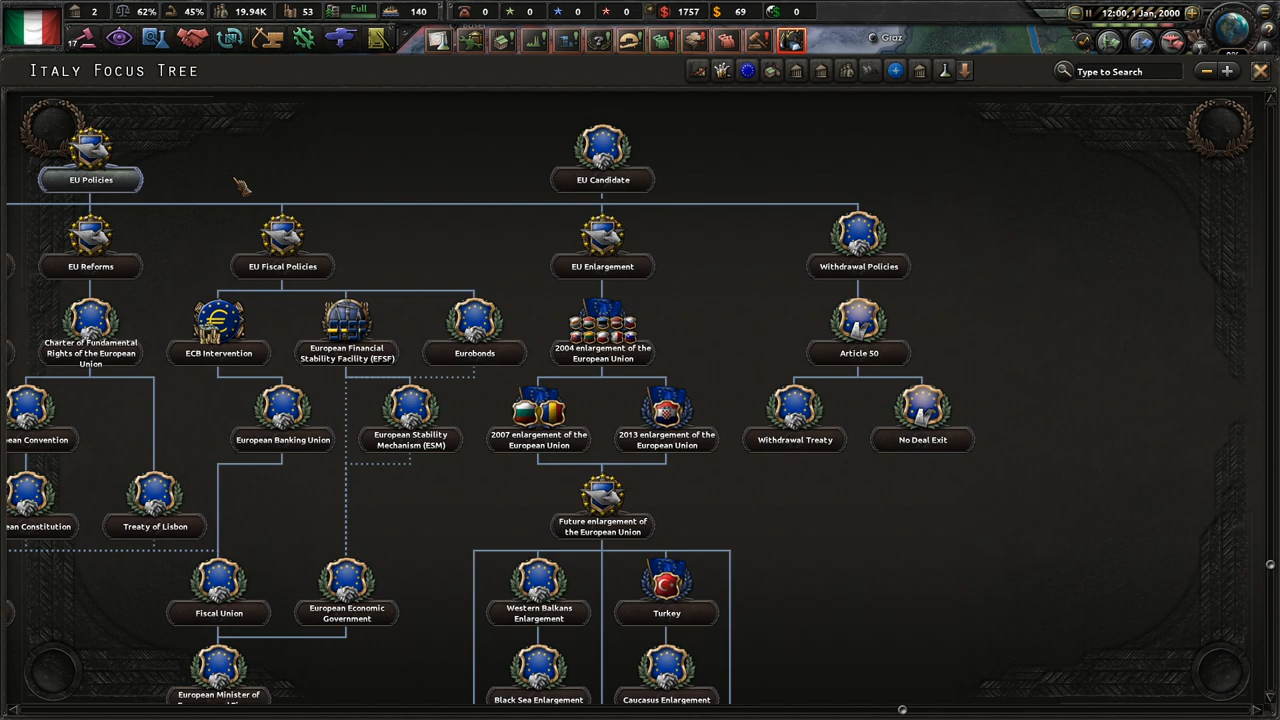 2
62%
45%
19.94K
53
Full
140
0
0
0
0
1757
69
0
12:00, 1 Jan, 2000
17
Graz
0%
Italy Focus Tree
Type to Search
EU Policies
EU Candidate
EU Reforms
EU Fiscal Policies
EU Enlargement
Withdrawal Policies
Charter of Fundamental
Rights of the European
Union
ECB Intervention
European Financial
Stability Facility (EFSF)
Eurobonds
2004 enlargement of the
European Union
Article 50
ean Convention
European Banking Union
European Stability
Mechanism (ESM)
2007 enlargement of the
European Union
2013 enlargement of the
European Union
Withdrawal Treaty
No Deal Exit
ean Constitution
Treaty of Lisbon
Future enlargement of
the European Union
Fiscal Union
European Economic
Government
Western Balkans
Enlargement
Turkey
European Minister of
Black Sea Enlargement
Caucasus Enlargement